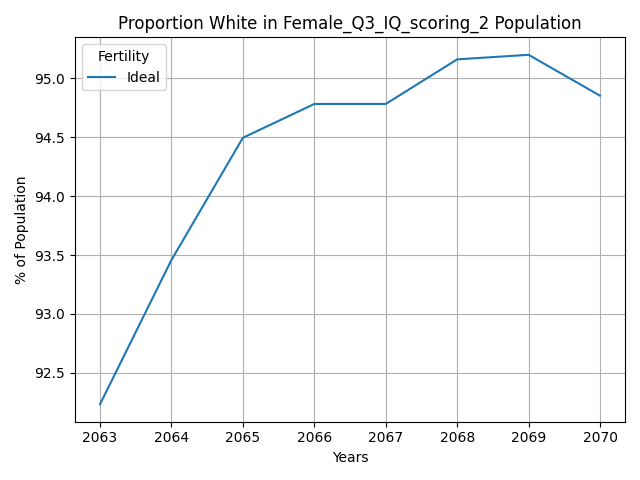 Proportion White in Female_Q3_IQ_scoring_2 Population
Fertility
Ideal
% of Population
95.0
94.5
94.0
93.5
93.0
92.5
2063 2064 2065 2066 2067 2068 2069 2070
Years